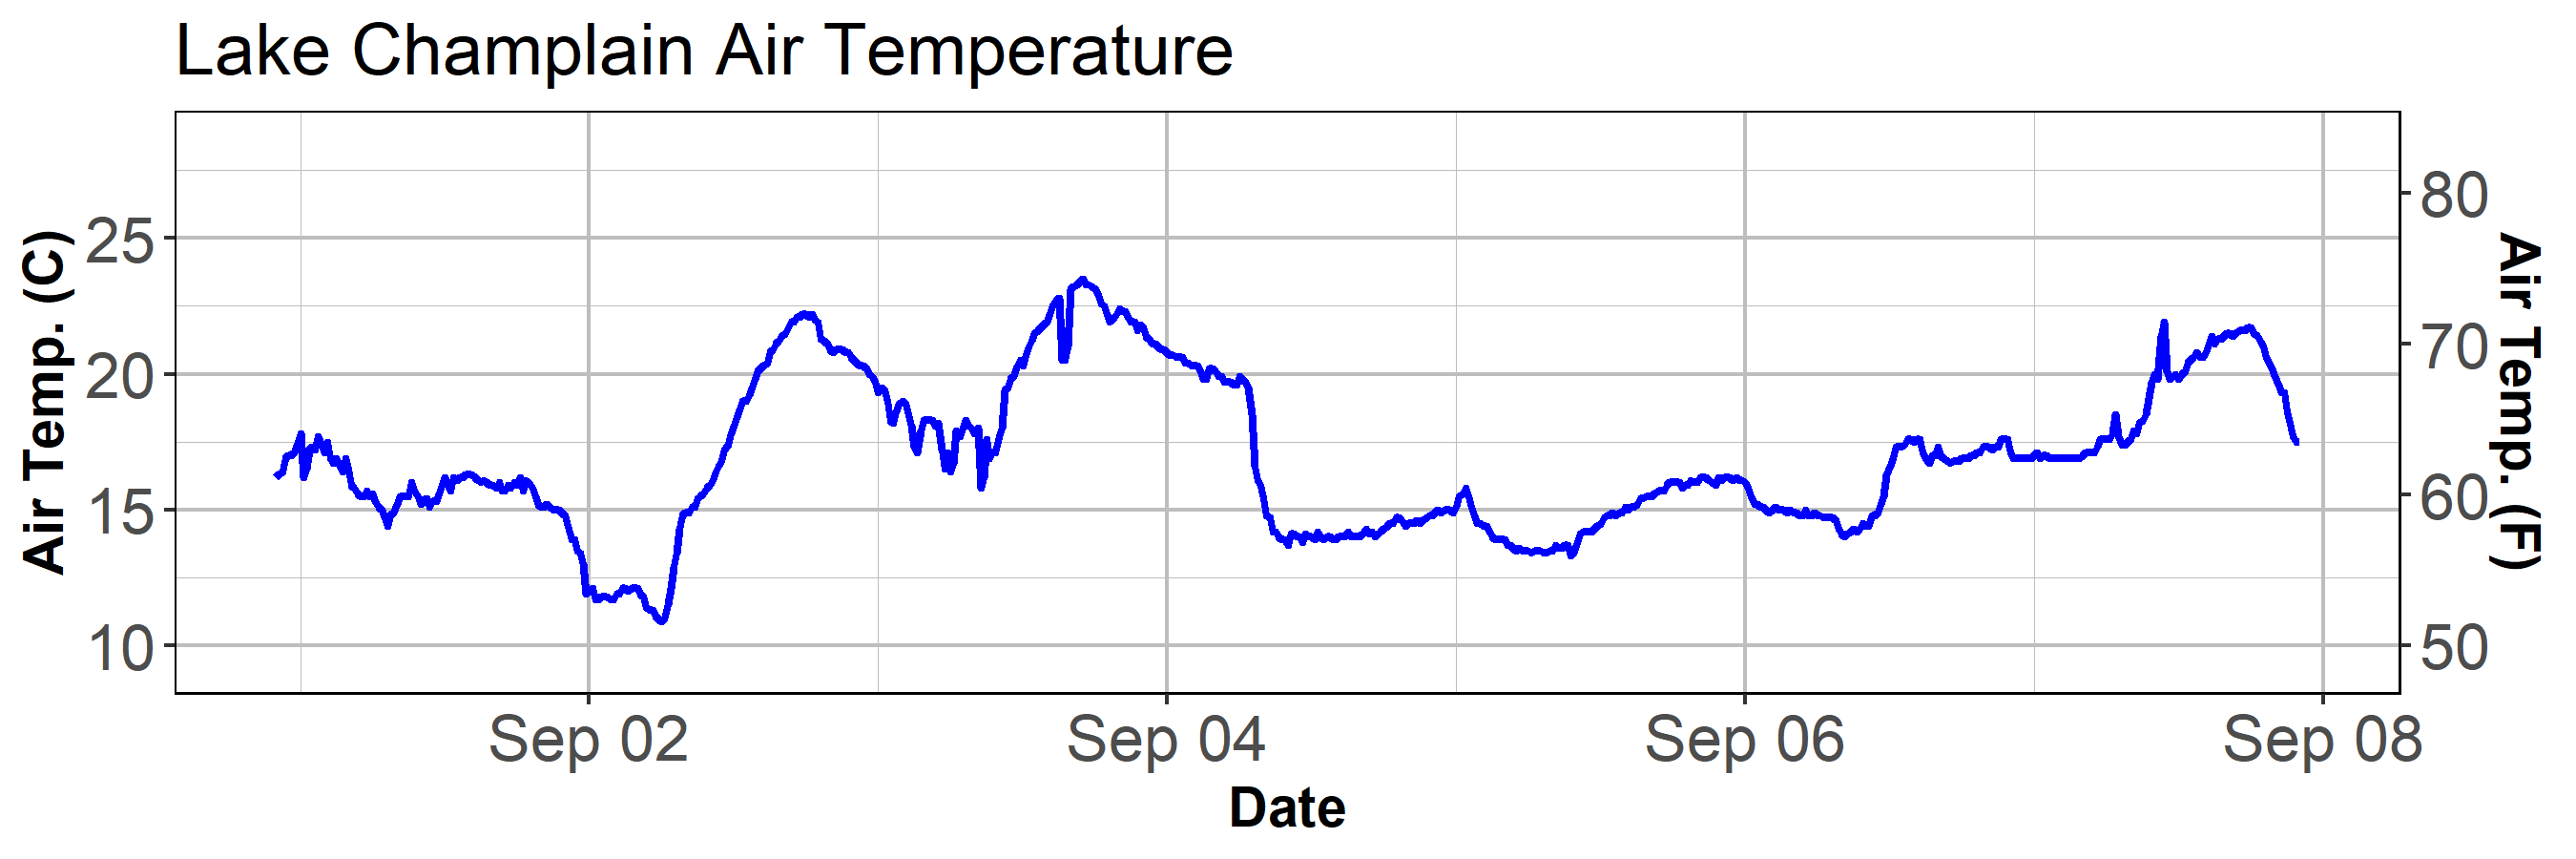 Lake Champlain Air Temperature
Air Temp. (C)
25
20
15
10
80
70
60
50
Air Temp. (F)
Sep 02
Sep 04
Sep 06
Sep 08
Date